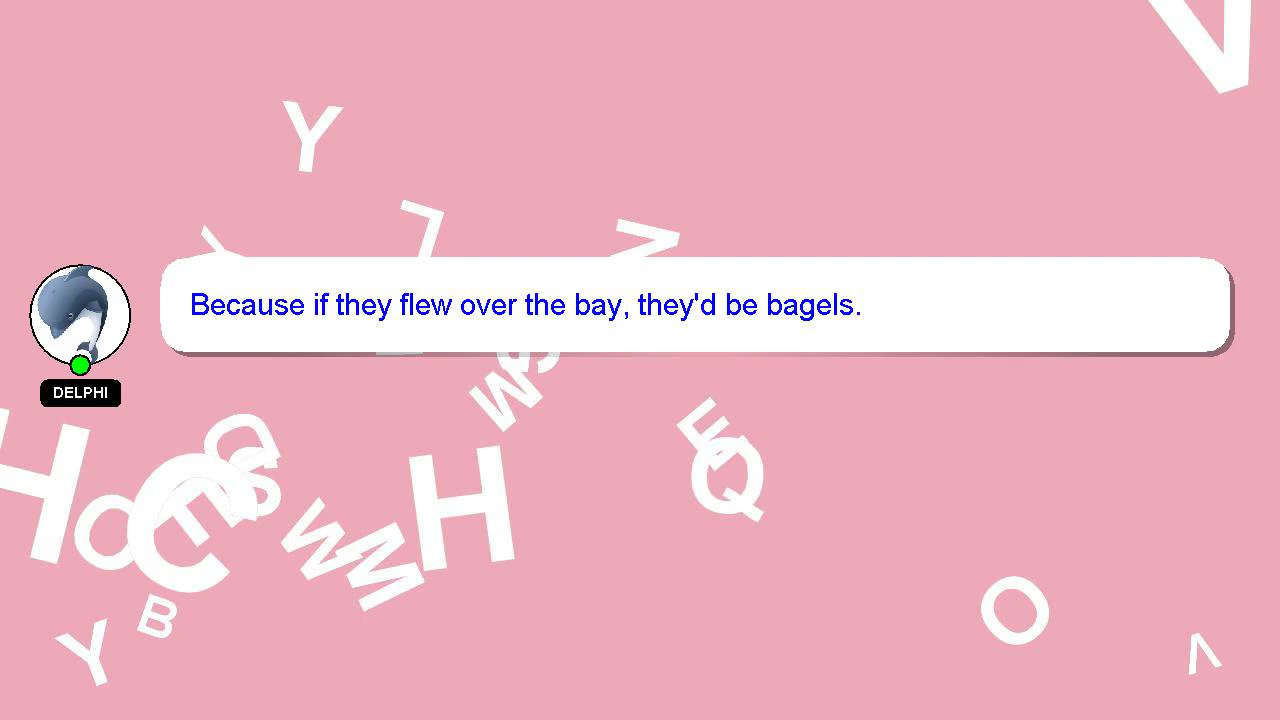 V
Y
L
Z
Y
Because if they flew over the bay, they'd be bagels.
DELPHI
S
W
E
Q
H
H
O
C
E
D
S
W
M
Y
B
O
V